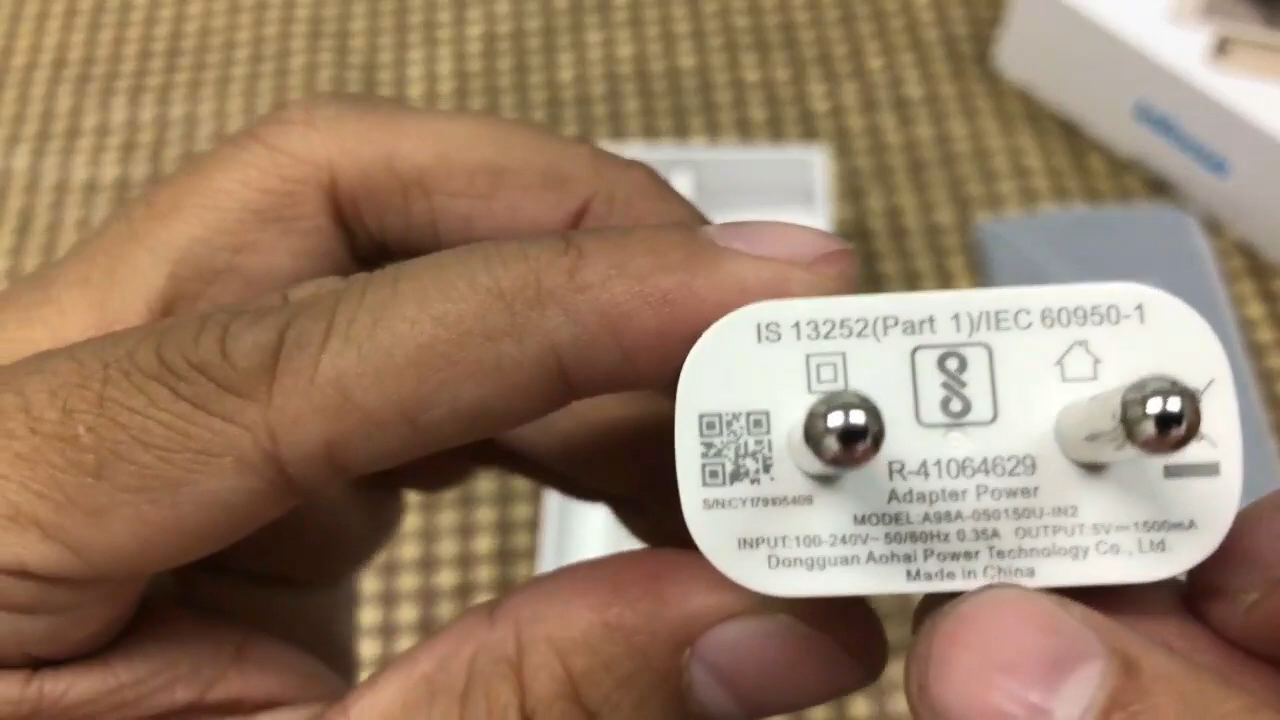 IS 13252(Part 1)/IEC 60950-1
R-41064629
S/N:CY179105409
Adapter Power
MODEL:A98A-050150U-IN2
INPUT:100-240V~ 50/60Hz 0.35A OUTPUT:5V⎓1500mA
Dongguan Aohai Power Technology Co., Ltd.
Made in China